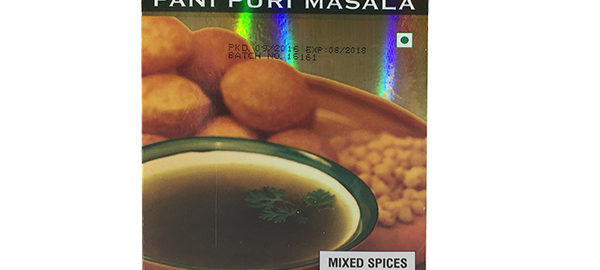 PANI PURI MASALA
PKD.09/2016 EXP:08/2018
BATCH NO.16161
MIXED SPICES